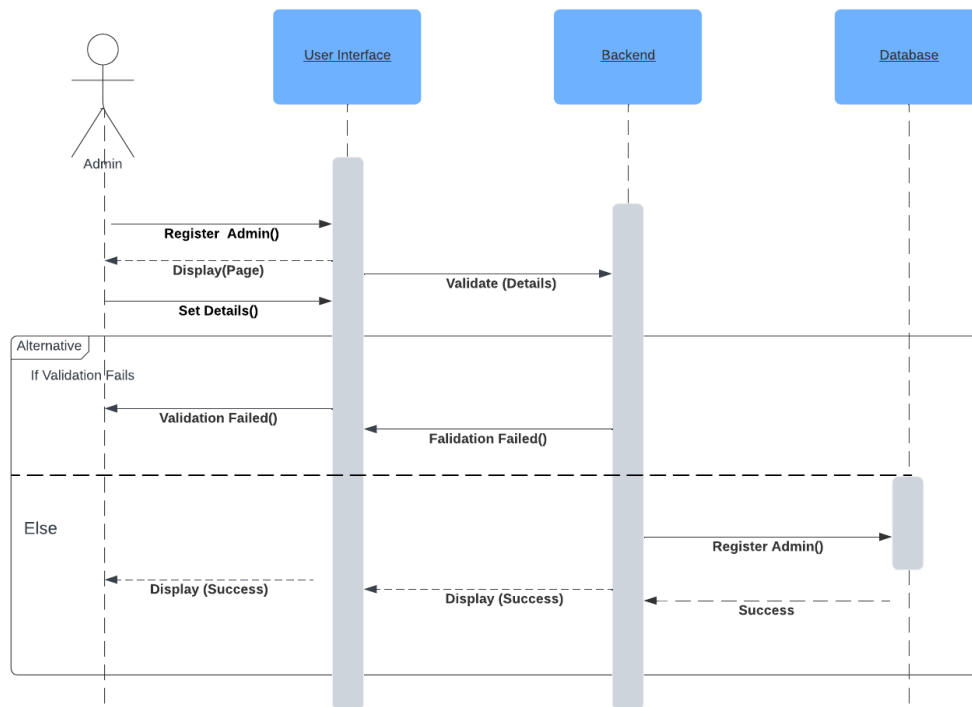 User Interface
Backend
Database
Admin
Register  Admin()
Display(Page)
Validate (Details)
Set Details()
Alternative
If Validation Fails
Validation Failed()
Falidation Failed()
Else
Register Admin()
Display (Success)
Display (Success)
Success